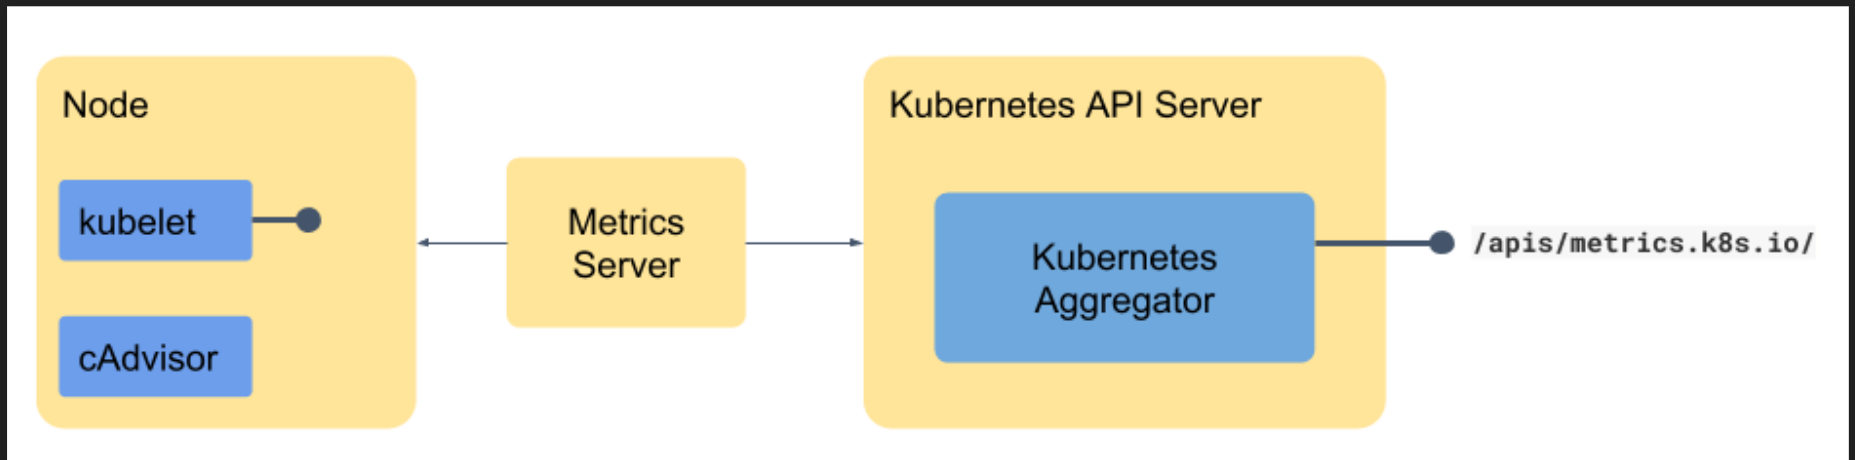 Node
kubelet
cAdvisor
Metrics
Server
Kubernetes API Server
Kubernetes
Aggregator
/apis/metrics.k8s.io/